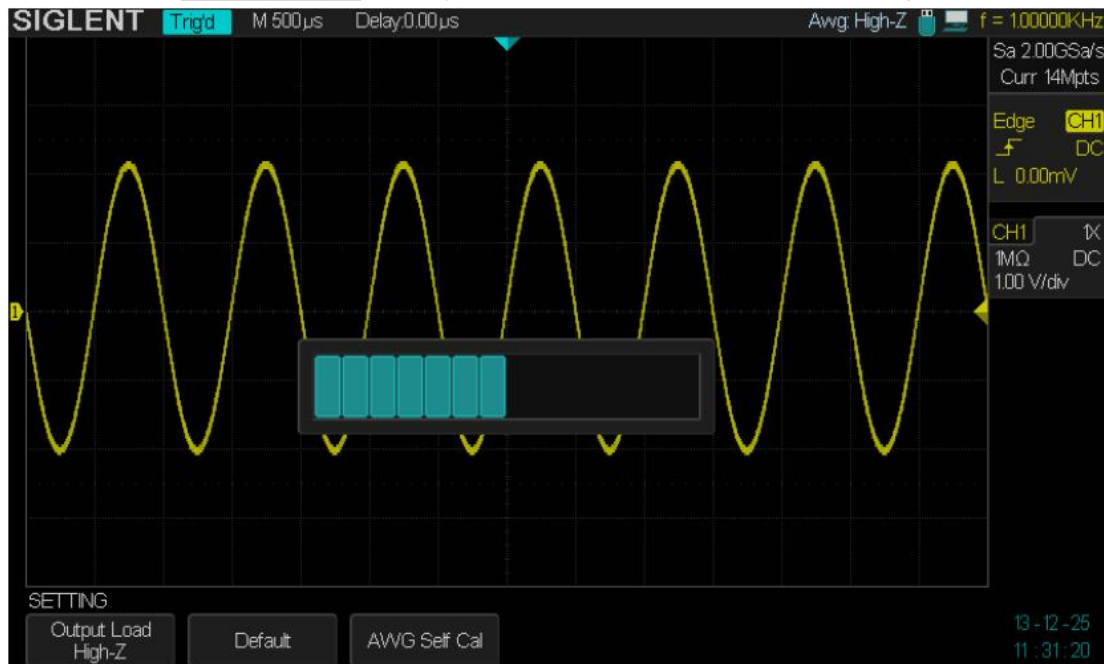 SIGLENT Trig'd M 500µs Delay:0.00µs Awg: High-Z f = 1.00000KHz
Sa 2.00GSa/s
Curr 14Mpts
Edge CH1
DC
L 0.00mV
CH1 1X
1MΩ DC
1.00 V/div
1
SETTING
Output Load
High-Z
Default
AWG Self Cal
13-12-25
11:31:20